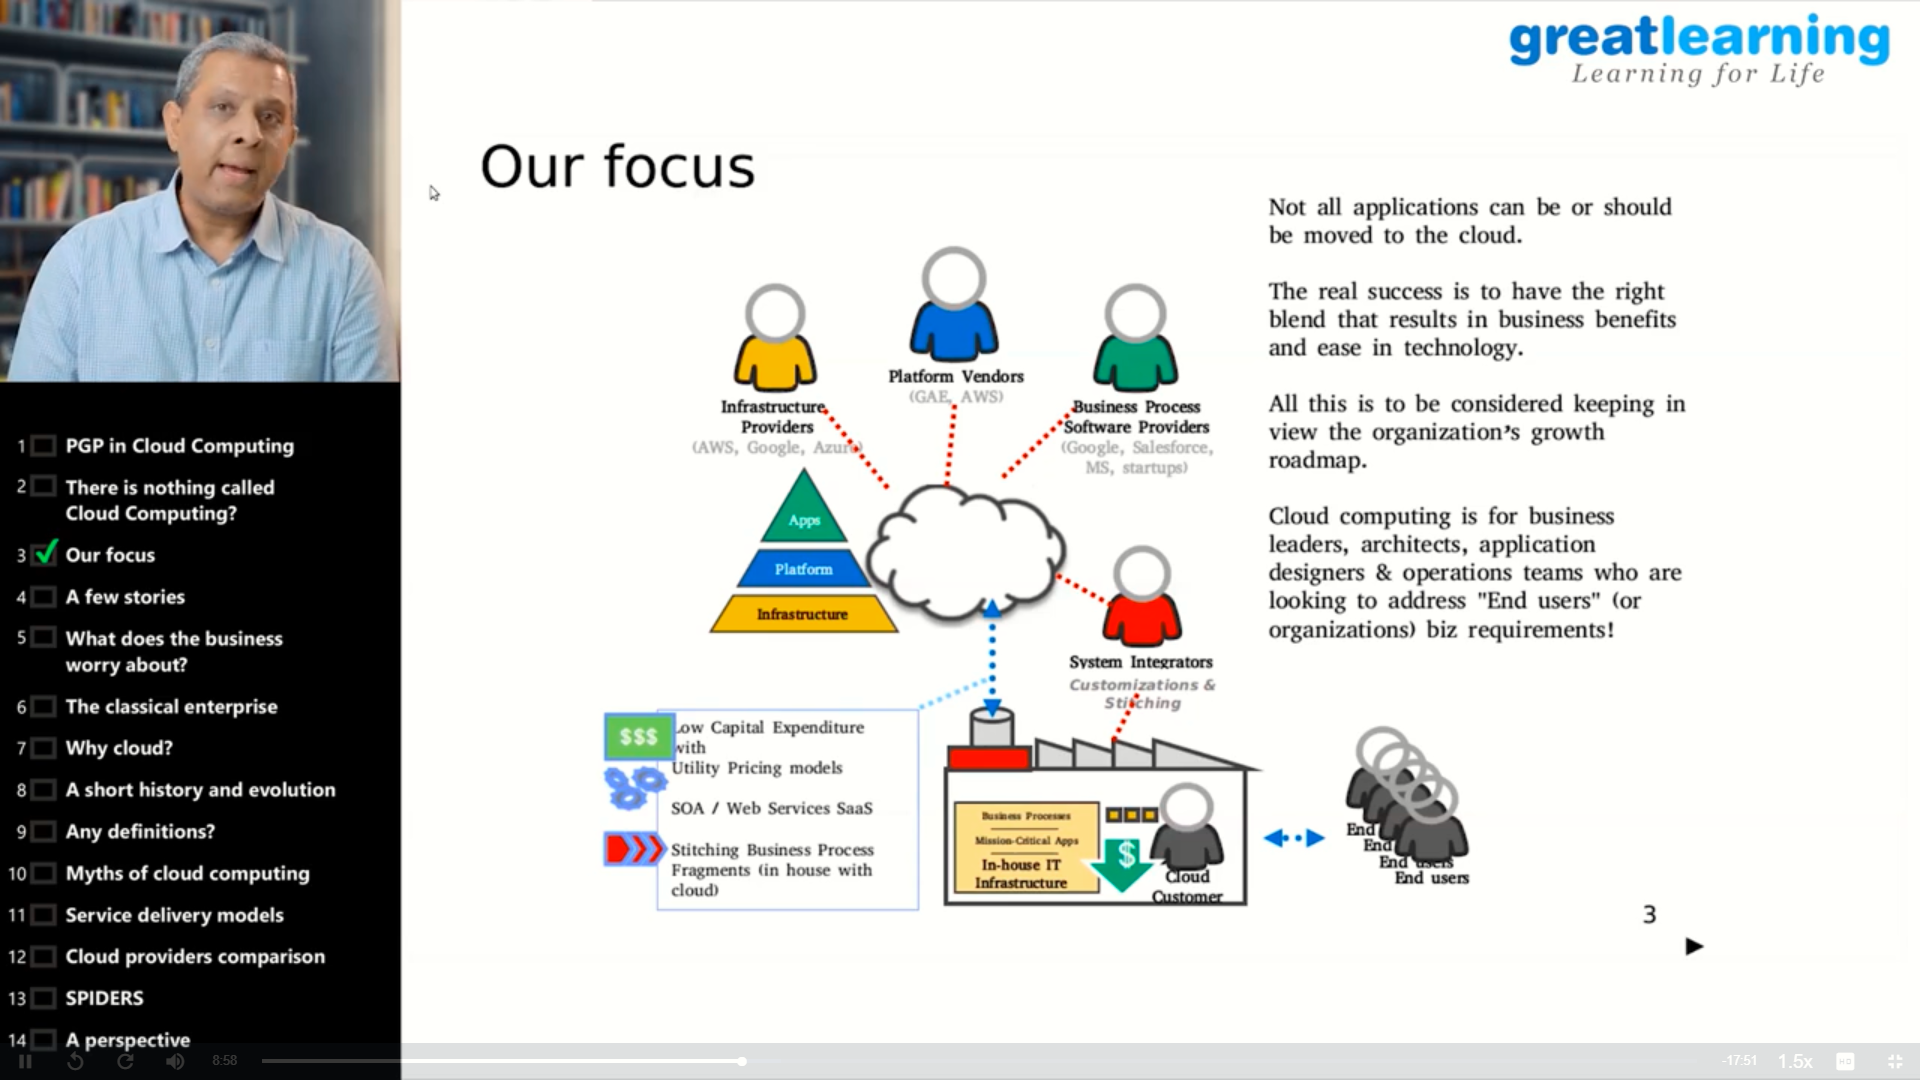 greatlearning
Learning for Life
Our focus
Not all applications can be or should
be moved to the cloud.
The real success is to have the right
blend that results in business benefits
and ease in technology.
All this is to be considered keeping in
view the organization's growth
roadmap.
Cloud computing is for business
leaders, architects, application
designers & operations teams who are
looking to address "End users" (or
organizations) biz requirements!
Platform Vendors
(GAE, AWS)
Infrastructure
Providers
(AWS, Google, Azure)
Business Process
Software Providers
(Google, Salesforce,
MS, startups)
Apps
Platform
Infrastructure
System Integrators
Customizations &
Stitching
$$$
Low Capital Expenditure
with
Utility Pricing models
SOA / Web Services SaaS
Stitching Business Process
Fragments (in house with
cloud)
Business Processes
Mission-Critical Apps
In-house IT
Infrastructure
$
Cloud
Customer
End
End
End users
End users
3
1 PGP in Cloud Computing
2 There is nothing called
Cloud Computing?
3 Our focus
4 A few stories
5 What does the business
worry about?
6 The classical enterprise
7 Why cloud?
8 A short history and evolution
9 Any definitions?
10 Myths of cloud computing
11 Service delivery models
12 Cloud providers comparison
13 SPIDERS
14 A perspective
8:58
-17:51
1.5x
HD